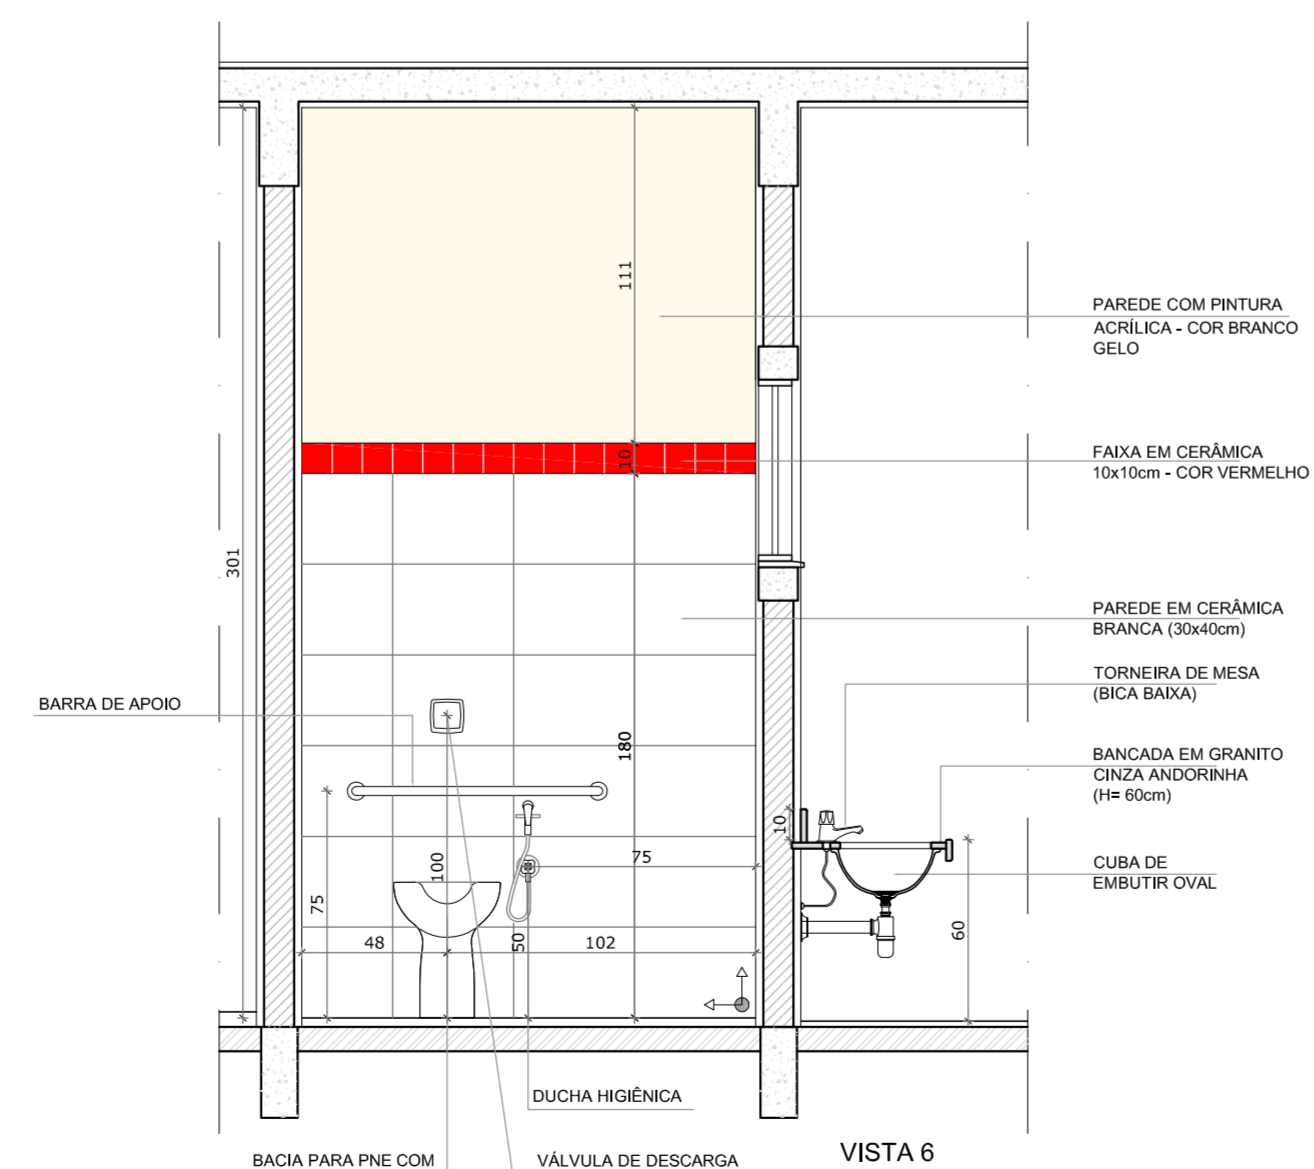 111
PAREDE COM PINTURA
ACRÍLICA - COR BRANCO
GELO
10
FAIXA EM CERÂMICA
10x10cm - COR VERMELHO
301
PAREDE EM CERÂMICA
BRANCA (30x40cm)
TORNEIRA DE MESA
(BICA BAIXA)
BARRA DE APOIO
180
BANCADA EM GRANITO
CINZA ANDORINHA
(H= 60cm)
10
100
75
CUBA DE
EMBUTIR OVAL
75
48
50
102
60
DUCHA HIGIÊNICA
BACIA PARA PNE COM
VÁLVULA DE DESCARGA
VISTA 6